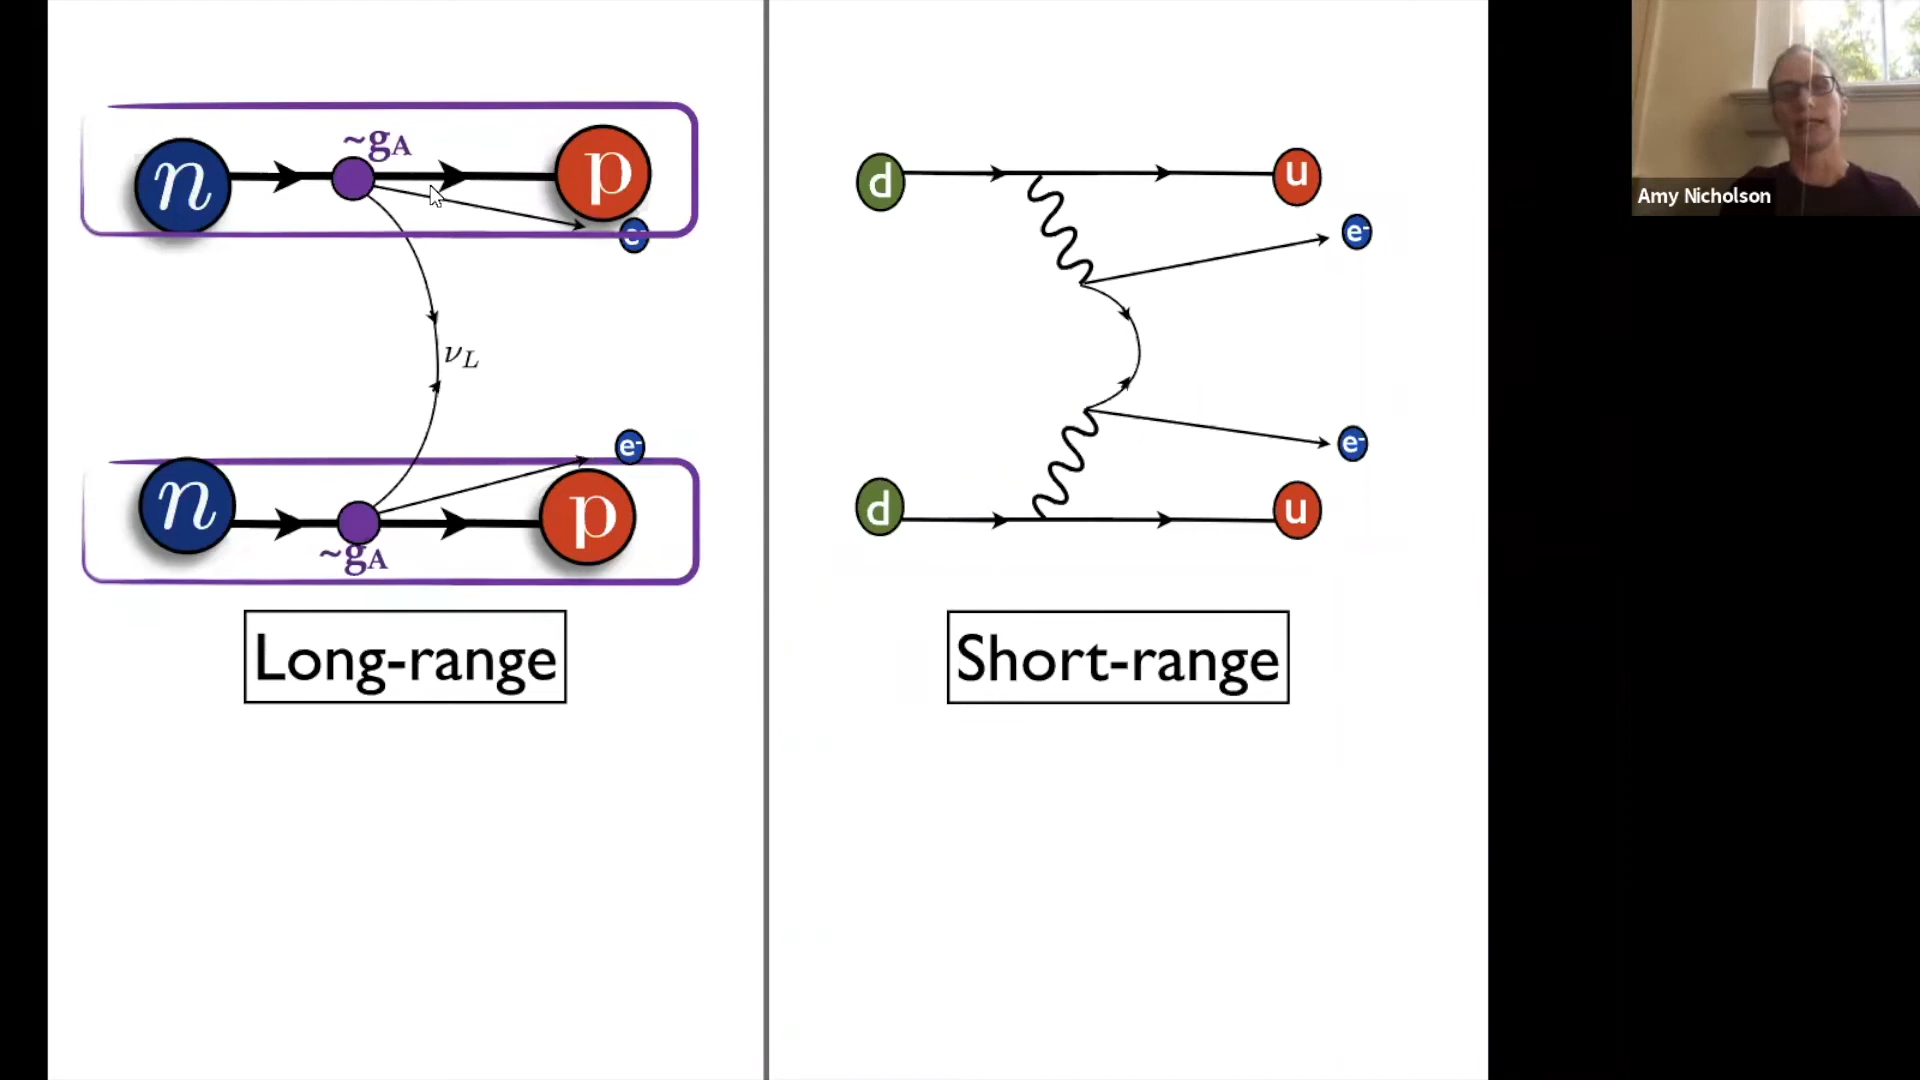 ~gA
n
p
e-
νL
e-
n
p
~gA
Long-range
d
u
e-
e-
d
u
Short-range
Amy Nicholson